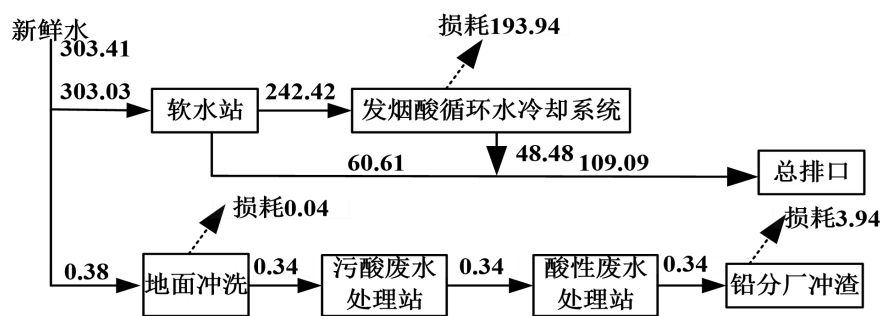 新鲜水
303.41
损耗193.94
303.03
软水站
242.42
发烟酸循环水冷却系统
60.61
48.48
109.09
总排口
损耗0.04
损耗3.94
0.38
地面冲洗
0.34
污酸废水
处理站
0.34
酸性废水
处理站
0.34
铅分厂冲渣